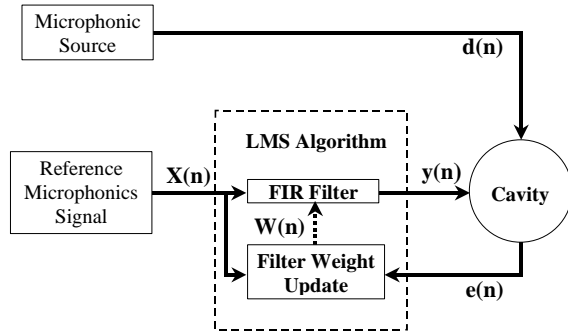 Microphonic
Source
d(n)
LMS Algorithm
Reference
Microphonics
Signal
X(n)
FIR Filter
y(n)
Cavity
W(n)
Filter Weight
Update
e(n)